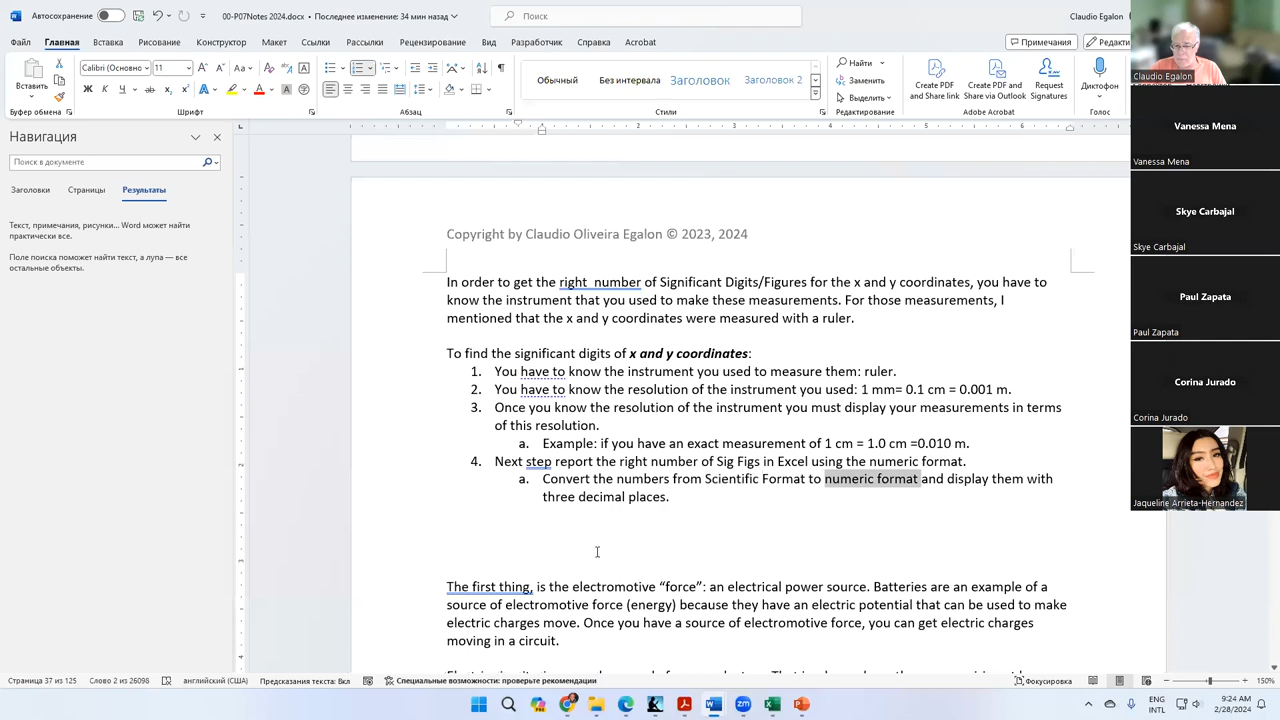 Автосохранение
00-P07Notes 2024.docx • Последнее изменение: 34 мин назад
Поиск
Claudio Egalon
Файл Главная Вставка Рисование Конструктор Макет Ссылки Рассылки Рецензирование Вид Разработчик Справка Acrobat
Примечания
Вставить
Calibri (Основно 11
Ж К Ч
Обычный
Без интервала
Заголовок
Заголовок 2
Найти
Заменить
Выделить
Create PDF and Share link
Create PDF and Share via Outlook
Request Signatures
Диктофон
Буфер обмена
Шрифт
Абзац
Стили
Adobe Acrobat
Голос
Навигация
Поиск в документе
Заголовки Страницы Результаты
Текст, примечания, рисунки... Word может найти
практически все.
Поле поиска поможет найти текст, а лупа — все
остальные объекты.
Copyright by Claudio Oliveira Egalon © 2023, 2024
In order to get the right  number of Significant Digits/Figures for the x and y coordinates, you have to
know the instrument that you used to make these measurements. For those measurements, I
mentioned that the x and y coordinates were measured with a ruler.
To find the significant digits of x and y coordinates:
1. You have to know the instrument you used to measure them: ruler.
2. You have to know the resolution of the instrument you used: 1 mm= 0.1 cm = 0.001 m.
3. Once you know the resolution of the instrument you must display your measurements in terms
of this resolution.
a. Example: if you have an exact measurement of 1 cm = 1.0 cm =0.010 m.
4. Next step report the right number of Sig Figs in Excel using the numeric format.
a. Convert the numbers from Scientific Format to numeric format and display them with
three decimal places.
The first thing, is the electromotive “force”: an electrical power source. Batteries are an example of a
source of electromotive force (energy) because they have an electric potential that can be used to make
electric charges move. Once you have a source of electromotive force, you can get electric charges
moving in a circuit.
Claudio Egalon
Vanessa Mena
Vanessa Mena
Skye Carbajal
Skye Carbajal
Paul Zapata
Paul Zapata
Corina Jurado
Corina Jurado
Jaqueline Arrieta-Hernandez
Страница 37 из 125
Слово 2 из 26098
английский (США)
Предсказания текста: Вкл
Специальные возможности: проверьте рекомендации
Фокусировка
150%
ENG
INTL
9:24 AM
2/28/2024